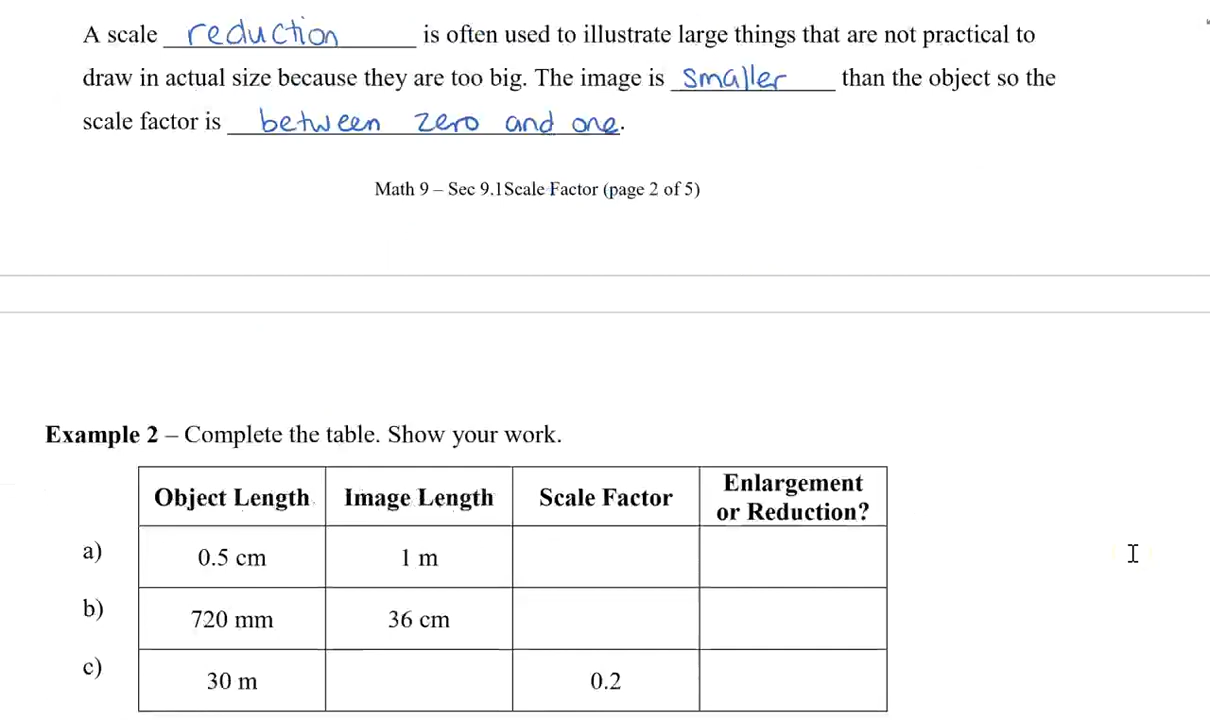 A scale reduction is often used to illustrate large things that are not practical to
draw in actual size because they are too big. The image is smaller than the object so the
scale factor is between zero and one.
Math 9 – Sec 9.1Scale Factor (page 2 of 5)
Example 2 – Complete the table. Show your work.
Object Length Image Length Scale Factor Enlargement or Reduction?
a) 0.5 cm 1 m
b) 720 mm 36 cm
c) 30 m 0.2